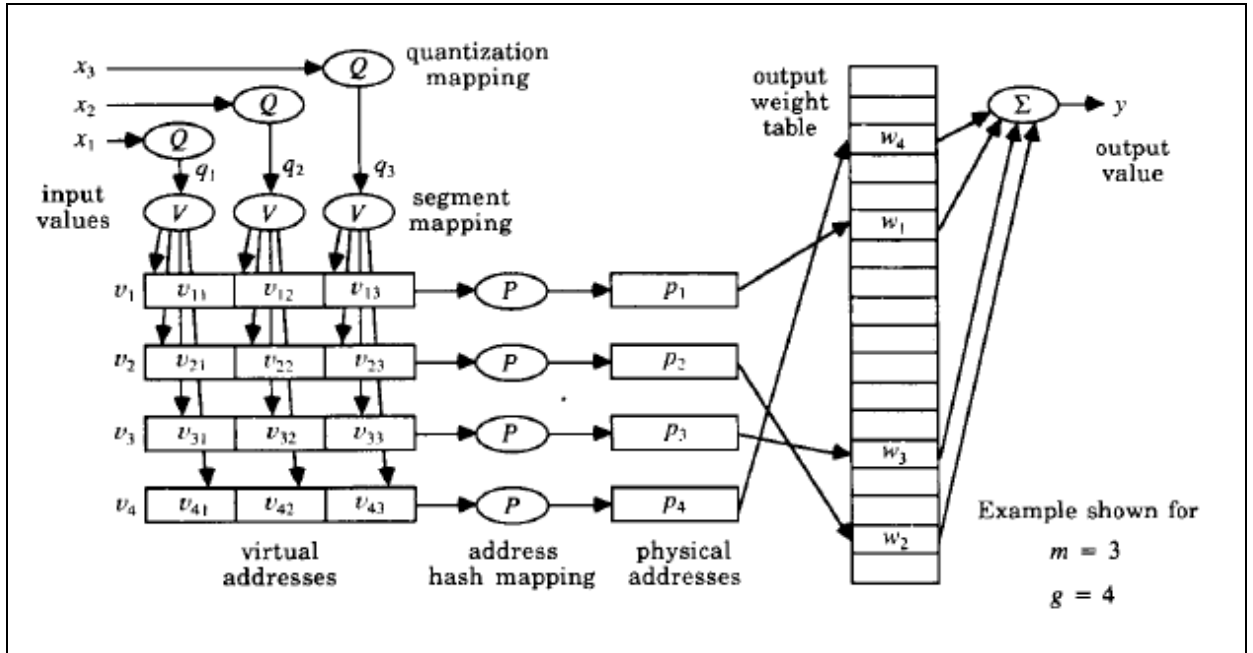 x₃
Q
quantization
mapping
x₂
Q
x₁
Q
q₁
q₂
q₃
input
values
V
V
V
segment
mapping
v₁
v₁₁
v₁₂
v₁₃
P
p₁
v₂
v₂₁
v₂₂
v₂₃
P
p₂
v₃
v₃₁
v₃₂
v₃₃
P
p₃
v₄
v₄₁
v₄₂
v₄₃
P
p₄
virtual
addresses
address
hash mapping
physical
addresses
output
weight
table
w₄
w₁
w₃
w₂
Σ
y
output
value
Example shown for
m = 3
g = 4